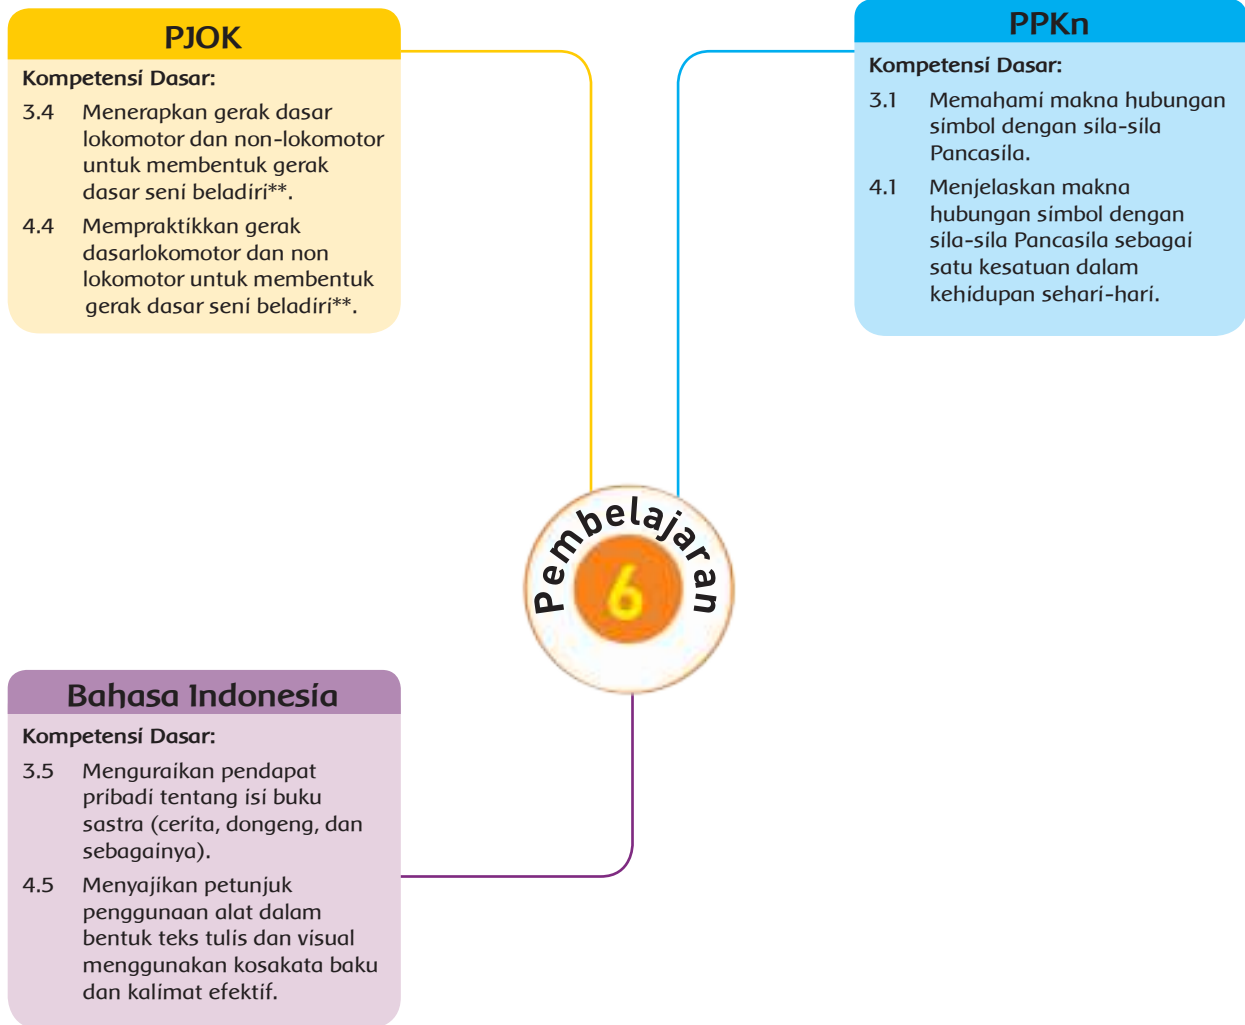 PJOK
Kompetensi Dasar:
3.4 Menerapkan gerak dasar
lokomotor dan non-lokomotor
untuk membentuk gerak
dasar seni beladiri**.
4.4 Mempraktikkan gerak
dasarlokomotor dan non
lokomotor untuk membentuk
gerak dasar seni beladiri**.
PPKn
Kompetensi Dasar:
3.1 Memahami makna hubungan
simbol dengan sila-sila
Pancasila.
4.1 Menjelaskan makna
hubungan simbol dengan
sila-sila Pancasila sebagai
satu kesatuan dalam
kehidupan sehari-hari.
Pembelajaran
6
Bahasa Indonesia
Kompetensi Dasar:
3.5 Menguraikan pendapat
pribadi tentang isi buku
sastra (cerita, dongeng, dan
sebagainya).
4.5 Menyajikan petunjuk
penggunaan alat dalam
bentuk teks tulis dan visual
menggunakan kosakata baku
dan kalimat efektif.